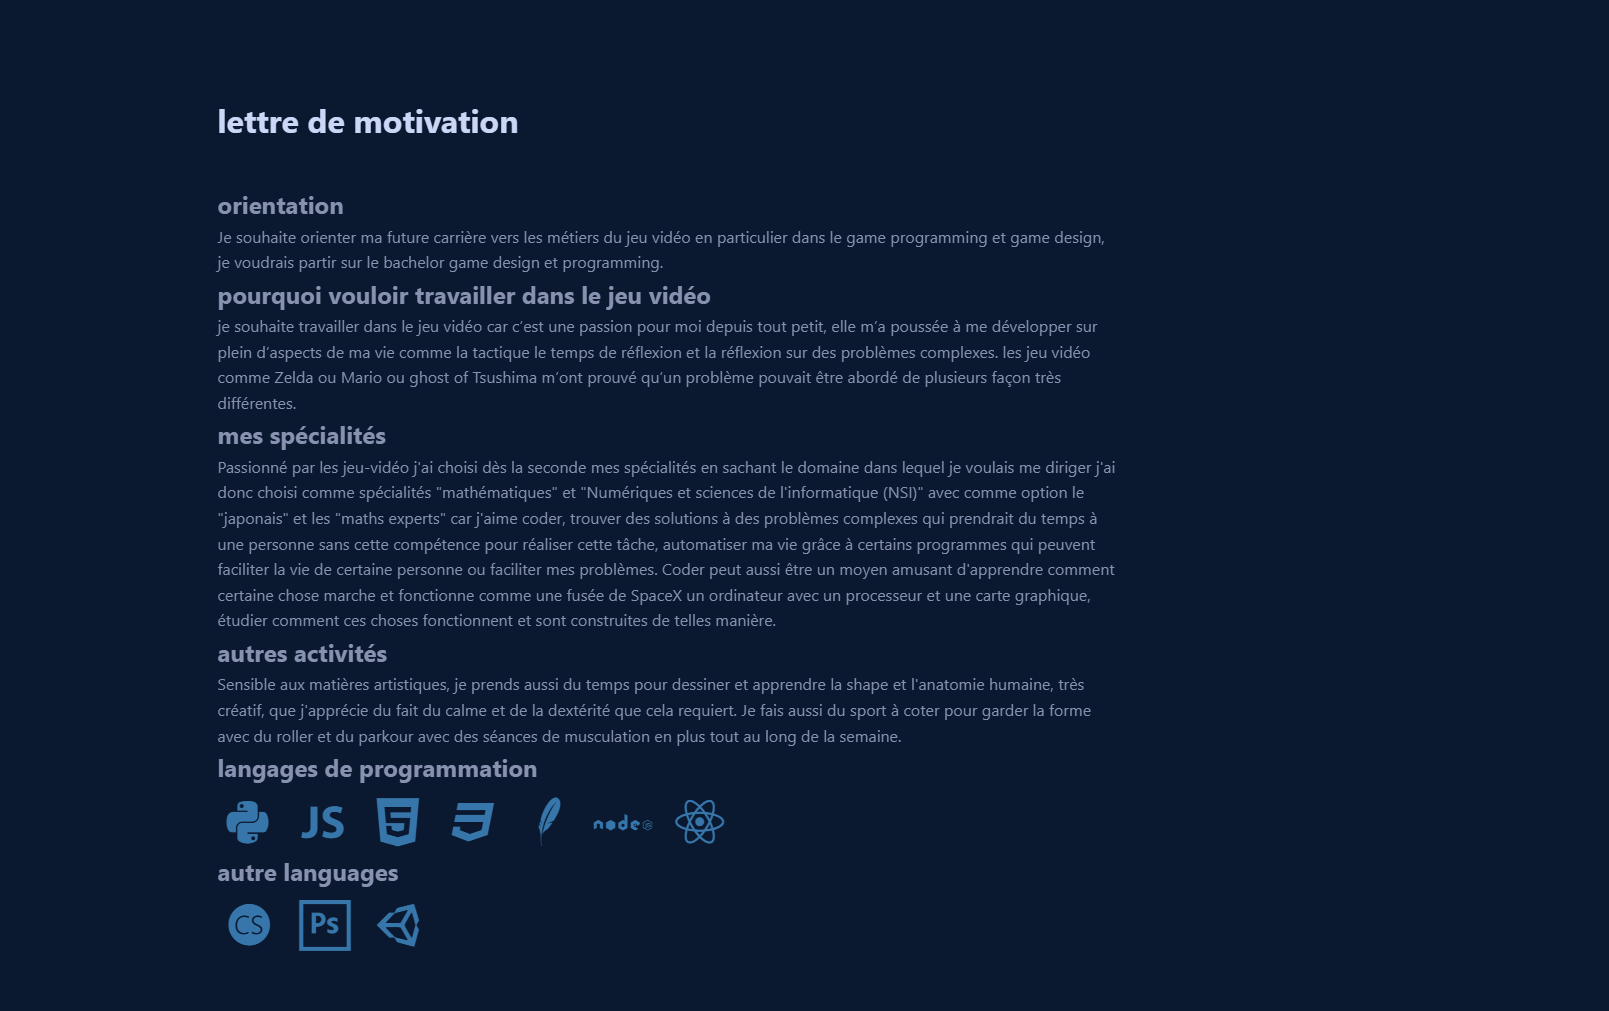 lettre de motivation
orientation
Je souhaite orienter ma future carrière vers les métiers du jeu vidéo en particulier dans le game programming et game design,
je voudrais partir sur le bachelor game design et programming.
pourquoi vouloir travailler dans le jeu vidéo
je souhaite travailler dans le jeu vidéo car c’est une passion pour moi depuis tout petit, elle m’a poussée à me développer sur
plein d’aspects de ma vie comme la tactique le temps de réflexion et la réflexion sur des problèmes complexes. les jeu vidéo
comme Zelda ou Mario ou ghost of Tsushima m’ont prouvé qu’un problème pouvait être abordé de plusieurs façon très
différentes.
mes spécialités
Passionné par les jeu-vidéo j'ai choisi dès la seconde mes spécialités en sachant le domaine dans lequel je voulais me diriger j'ai
donc choisi comme spécialités "mathématiques" et "Numériques et sciences de l'informatique (NSI)" avec comme option le
"japonais" et les "maths experts" car j'aime coder, trouver des solutions à des problèmes complexes qui prendrait du temps à
une personne sans cette compétence pour réaliser cette tâche, automatiser ma vie grâce à certains programmes qui peuvent
faciliter la vie de certaine personne ou faciliter mes problèmes. Coder peut aussi être un moyen amusant d'apprendre comment
certaine chose marche et fonctionne comme une fusée de SpaceX un ordinateur avec un processeur et une carte graphique,
étudier comment ces choses fonctionnent et sont construites de telles manière.
autres activités
Sensible aux matières artistiques, je prends aussi du temps pour dessiner et apprendre la shape et l'anatomie humaine, très
créatif, que j'apprécie du fait du calme et de la dextérité que cela requiert. Je fais aussi du sport à coter pour garder la forme
avec du roller et du parkour avec des séances de musculation en plus tout au long de la semaine.
langages de programmation
JS 5 node
autre languages
CS Ps